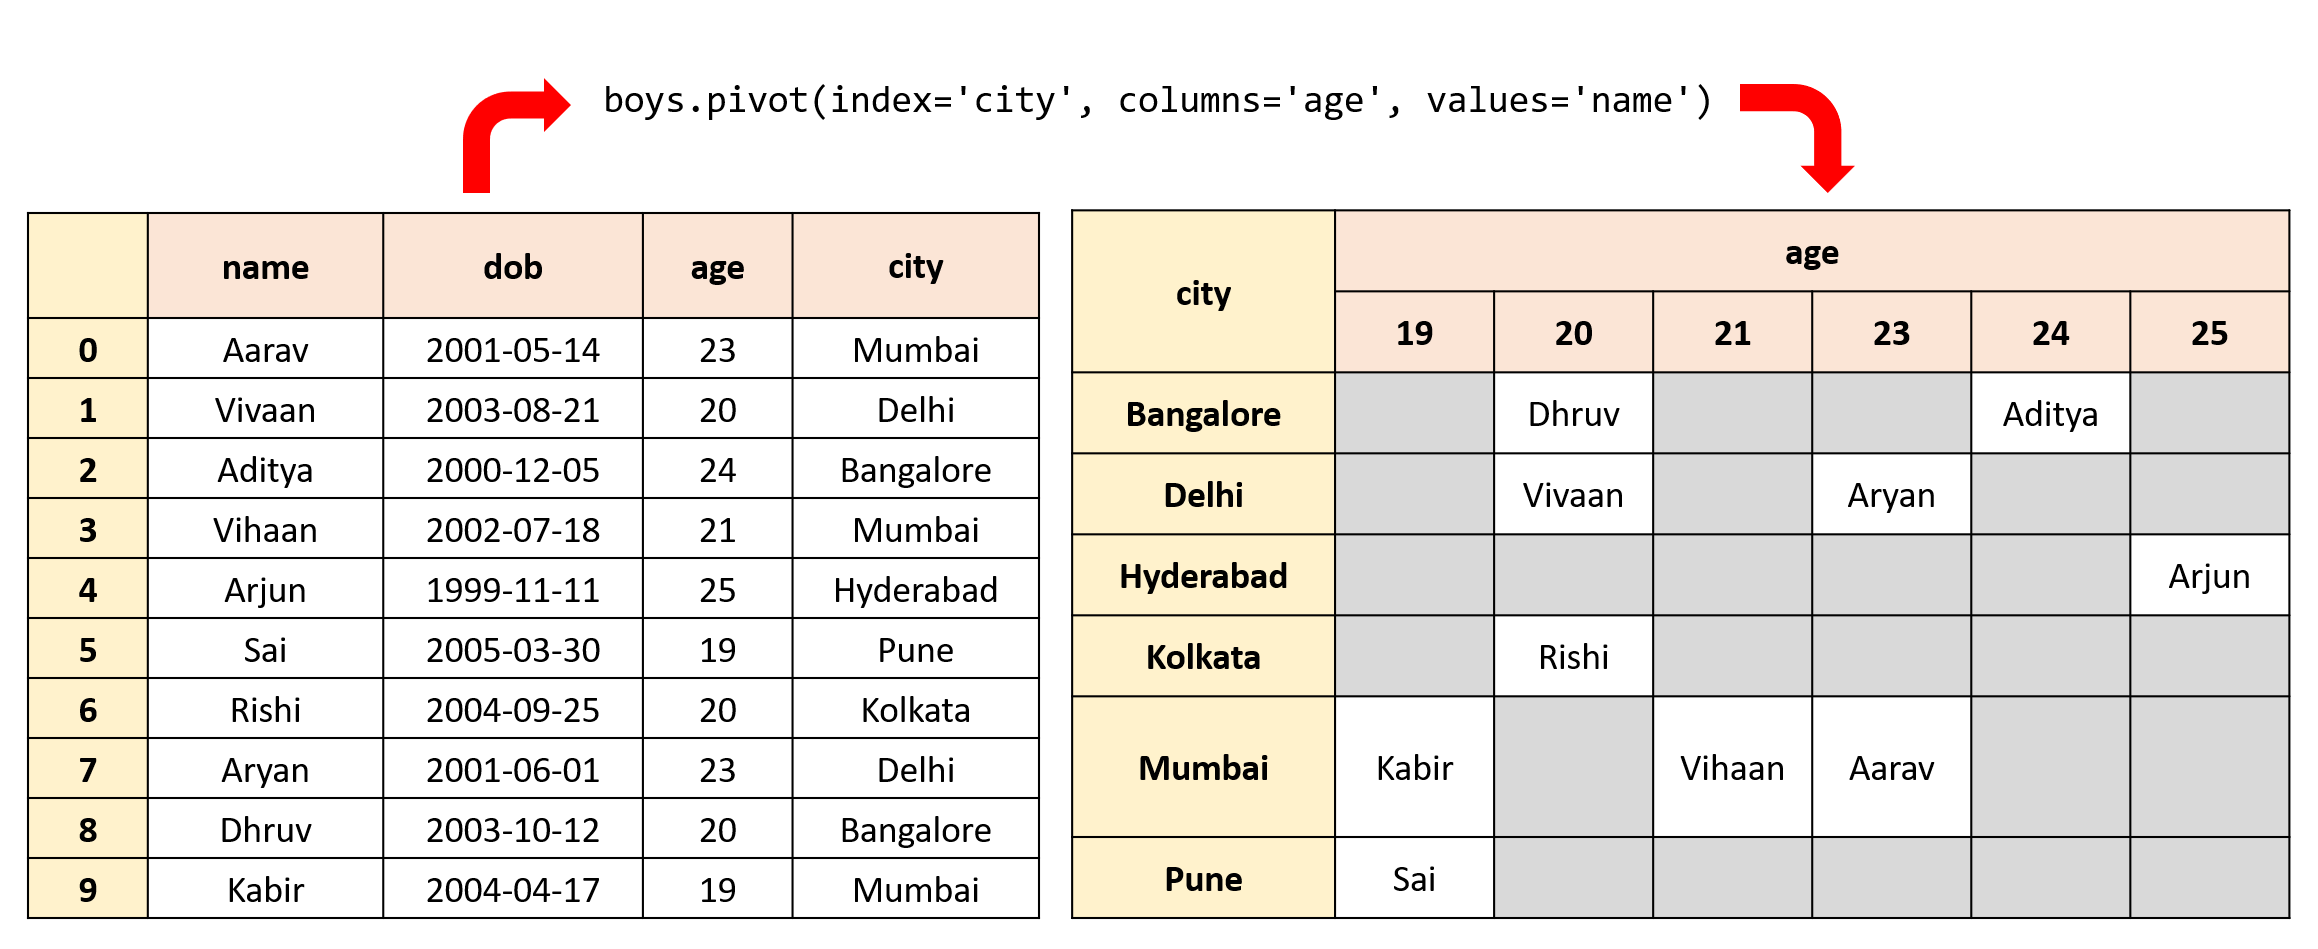 boys.pivot(index='city', columns='age', values='name')
name dob age city
0 Aarav 2001-05-14 23 Mumbai
1 Vivaan 2003-08-21 20 Delhi
2 Aditya 2000-12-05 24 Bangalore
3 Vihaan 2002-07-18 21 Mumbai
4 Arjun 1999-11-11 25 Hyderabad
5 Sai 2005-03-30 19 Pune
6 Rishi 2004-09-25 20 Kolkata
7 Aryan 2001-06-01 23 Delhi
8 Dhruv 2003-10-12 20 Bangalore
9 Kabir 2004-04-17 19 Mumbai
city age
19 20 21 23 24 25
Bangalore Dhruv Aditya
Delhi Vivaan Aryan
Hyderabad Arjun
Kolkata Rishi
Mumbai Kabir Vihaan Aarav
Pune Sai